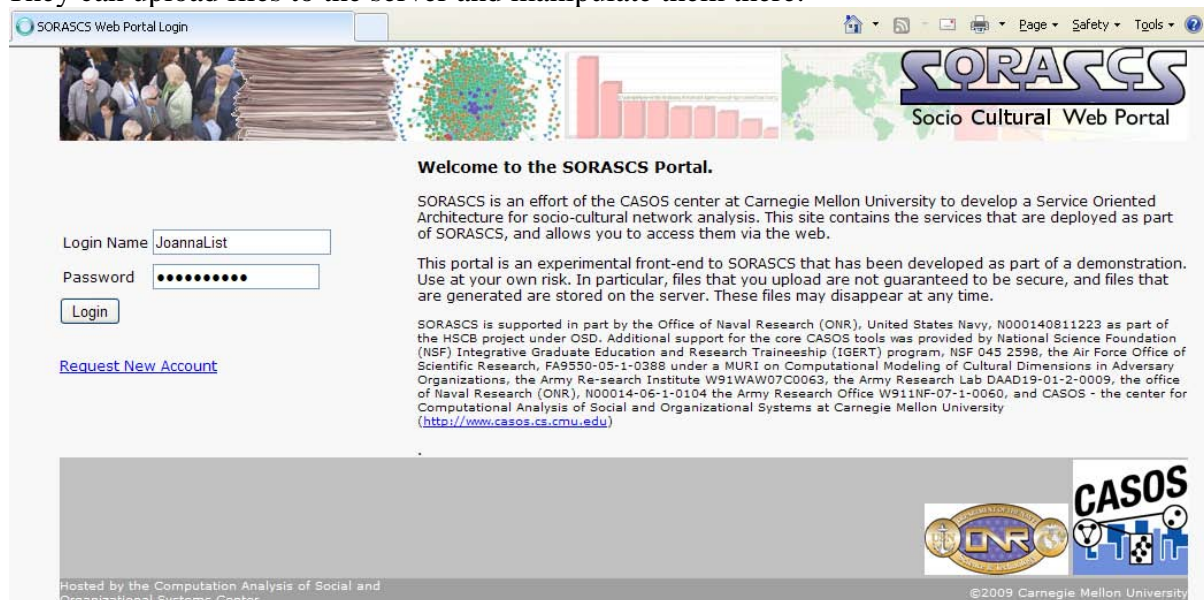 They can upload files to the server and manipulate them there.
SORASCS Web Portal Login
Page Safety Tools
SORASCS
Socio Cultural Web Portal
Welcome to the SORASCS Portal.
SORASCS is an effort of the CASOS center at Carnegie Mellon University to develop a Service Oriented
Architecture for socio-cultural network analysis. This site contains the services that are deployed as part
of SORASCS, and allows you to access them via the web.
This portal is an experimental front-end to SORASCS that has been developed as part of a demonstration.
Use at your own risk. In particular, files that you upload are not guaranteed to be secure, and files that
are generated are stored on the server. These files may disappear at any time.
SORASCS is supported in part by the Office of Naval Research (ONR), United States Navy, N000140811223 as part of
the HSCB project under OSD. Additional support for the core CASOS tools was provided by National Science Foundation
(NSF) Integrative Graduate Education and Research Traineeship (IGERT) program, NSF 045 2598, the Air Force Office of
Scientific Research, FA9550-05-1-0388 under a MURI on Computational Modeling of Cultural Dimensions in Adversary
Organizations, the Army Re-search Institute W91WAW07C0063, the Army Research Lab DAAD19-01-2-0009, the office
of Naval Research (ONR), N00014-06-1-0104 the Army Research Office W911NF-07-1-0060, and CASOS - the center for
Computational Analysis of Social and Organizational Systems at Carnegie Mellon University
(http://www.casos.cs.cmu.edu)
.
Login Name JoannaList
Password ••••••••••
Login
Request New Account
ONR
CASOS
Hosted by the Computation Analysis of Social and
Organizational Systems Center
©2009 Carnegie Mellon University